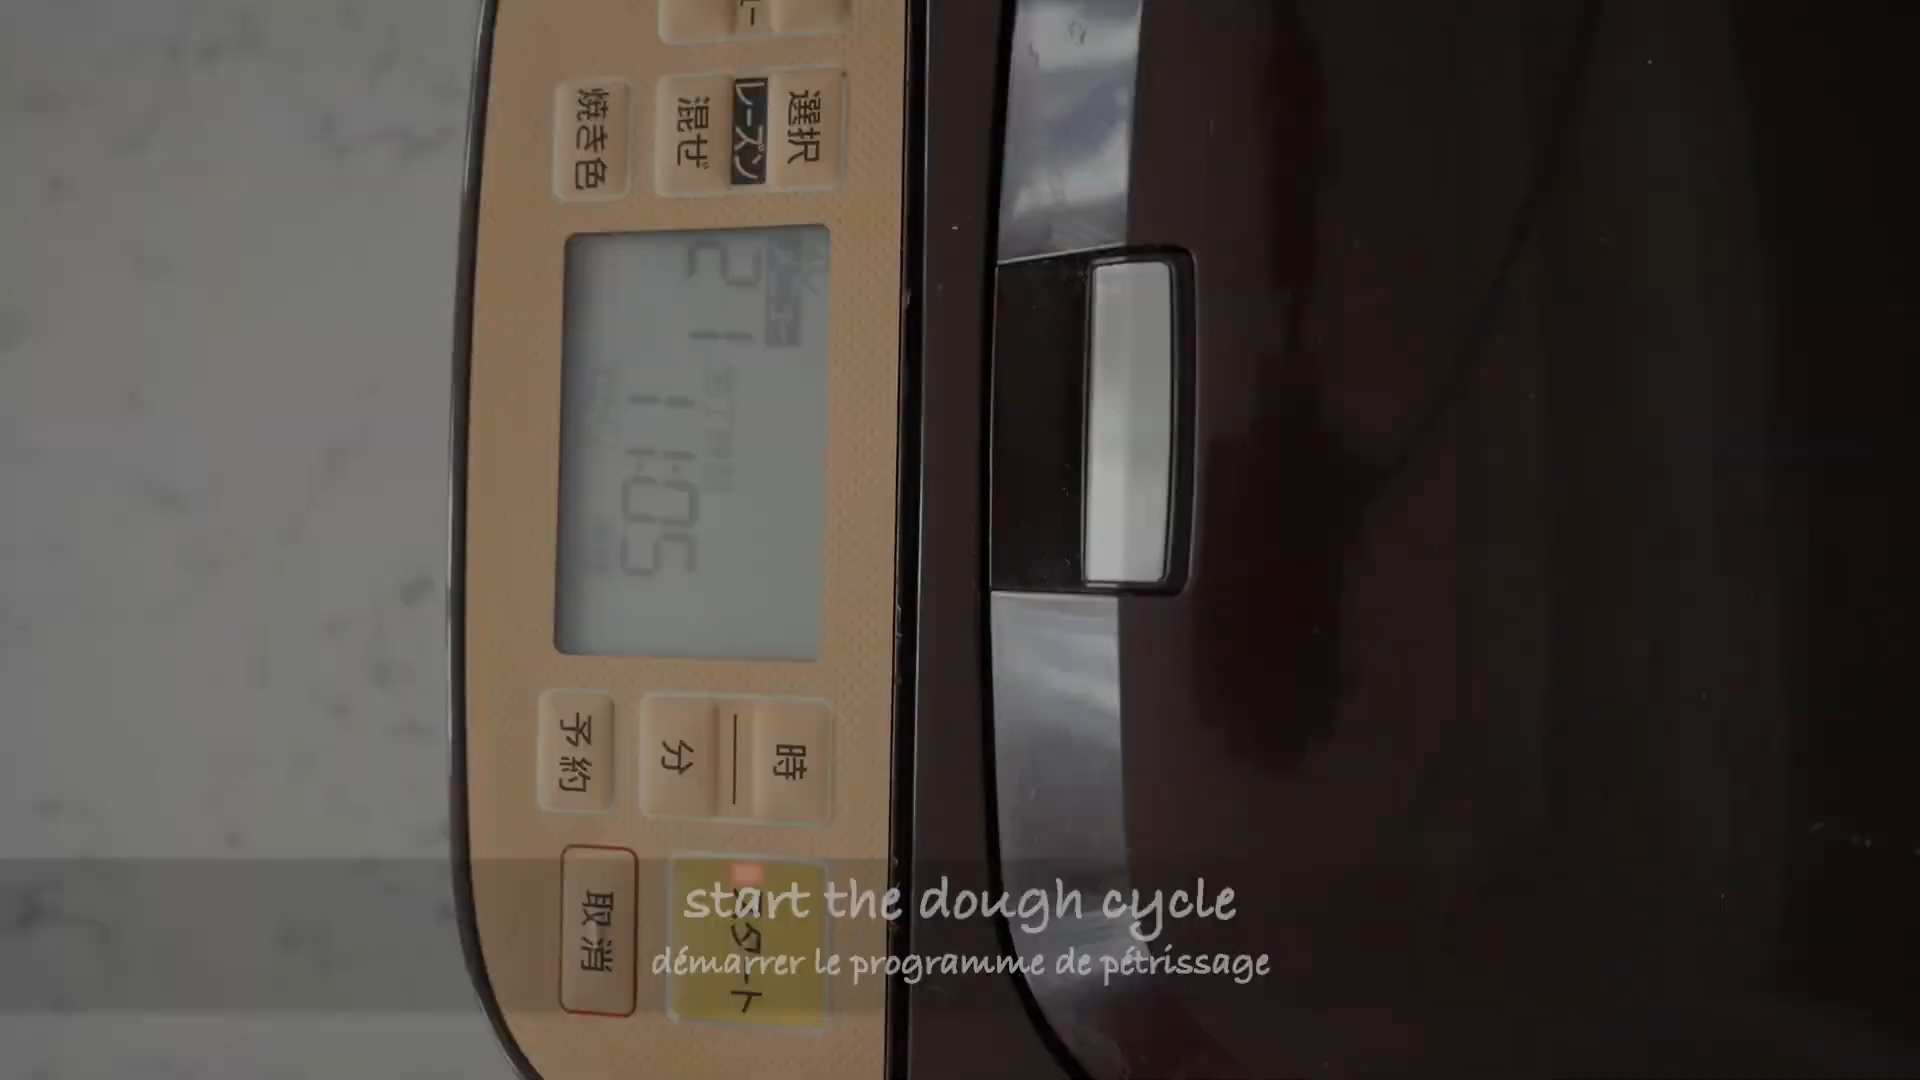 選択
レーズン
混ぜ
焼き色
21
11:05
時
分
予約
スタート
取消
start the dough cycle
démarrer le programme de pétrissage